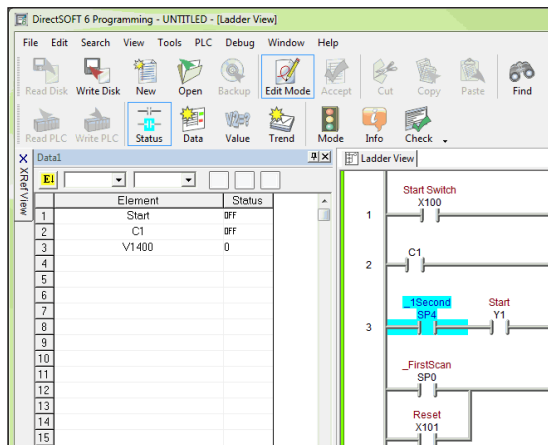 DirectSOFT 6 Programming - UNTITLED - [Ladder View]
File Edit Search View Tools PLC Debug Window Help
Read Disk Write Disk New Open Backup Edit Mode Accept Cut Copy Paste Find
Read PLC Write PLC Status Data Value Trend Mode Info Check
X XRef View
Data1
Ladder View
Element Status
1 Start OFF
2 C1 OFF
3 V1400 0
4
5
6
7
8
9
10
11
12
13
14
15
Start Switch
X100
1
C1
2
_1Second Start
SP4 Y1
3
_FirstScan
SP0
Reset
X101